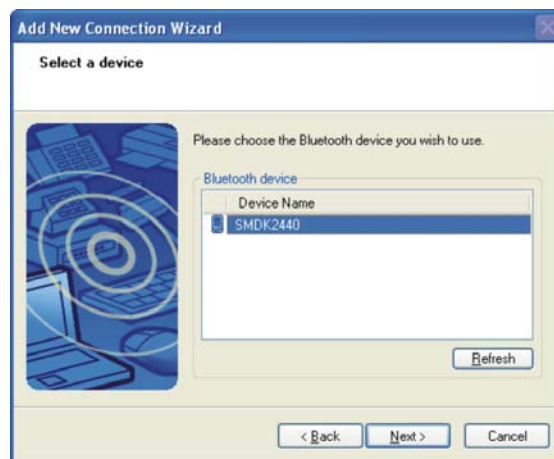 Add New Connection Wizard
Select a device
Please choose the Bluetooth device you wish to use.
Bluetooth device
Device Name
SMDK2440
Refresh
< Back
Next >
Cancel